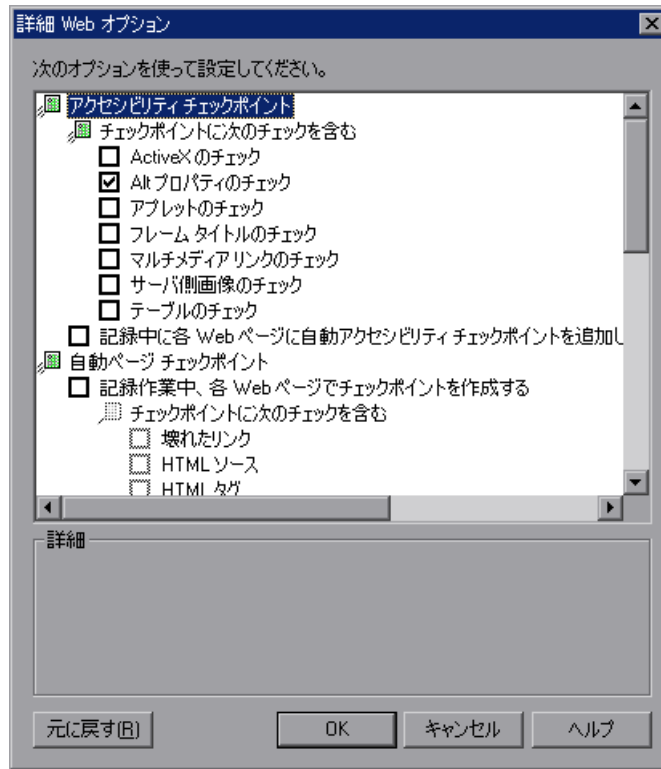 詳細 Web オプション
次のオプションを使って設定してください。
アクセシビリティ チェックポイント
チェックポイントに次のチェックを含む
ActiveX のチェック
Alt プロパティのチェック
アプレットのチェック
フレーム タイトルのチェック
マルチメディア リンクのチェック
サーバ側画像のチェック
テーブルのチェック
記録中に各 Web ページに自動アクセシビリティ チェックポイントを追加し
自動ページ チェックポイント
記録作業中、各 Web ページでチェックポイントを作成する
チェックポイントに次のチェックを含む
壊れたリンク
HTML ソース
HTML タグ
詳細
元に戻す(R) OK キャンセル ヘルプ